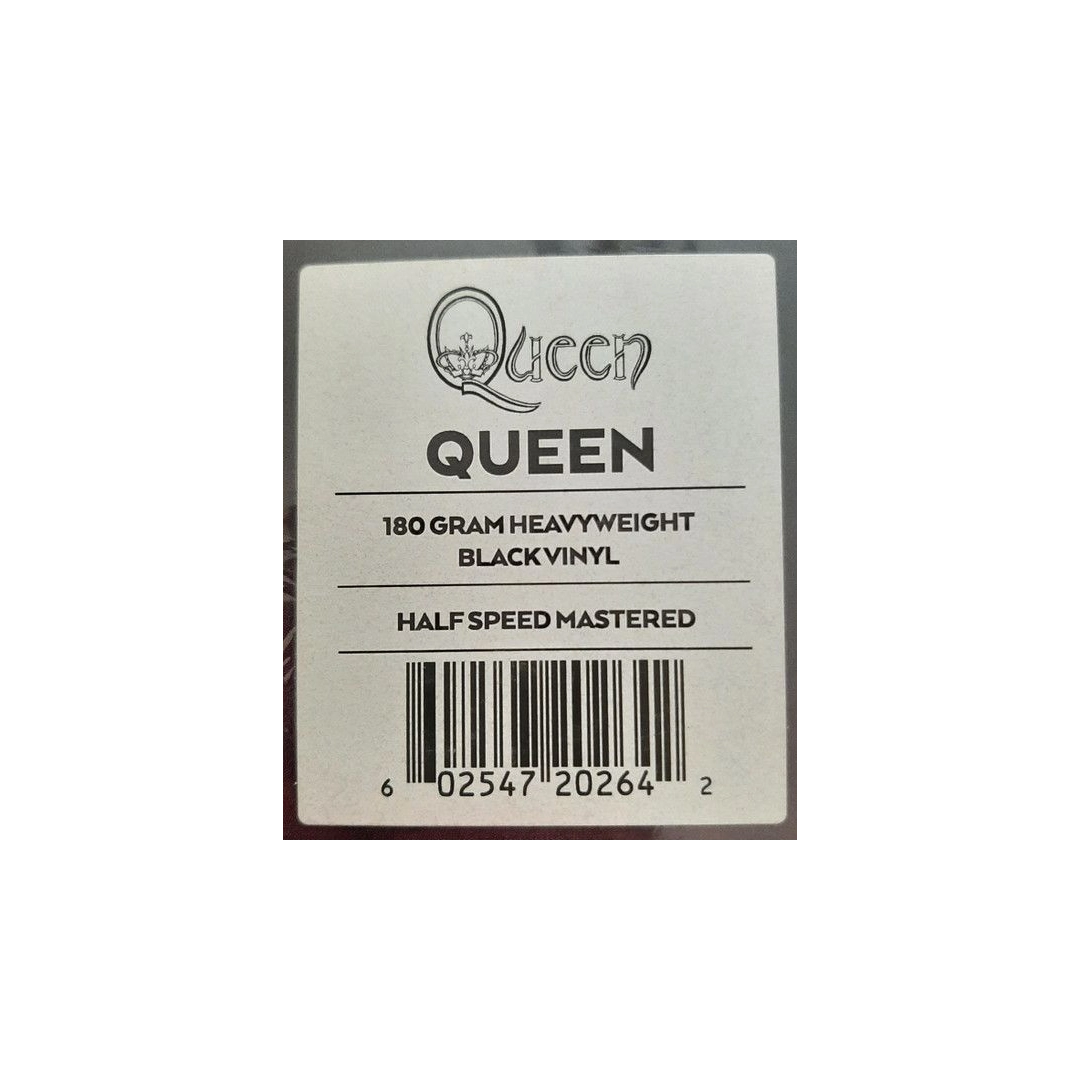 Queen
QUEEN
180 GRAM HEAVYWEIGHT
BLACK VINYL
HALF SPEED MASTERED
6 02547 20264 2